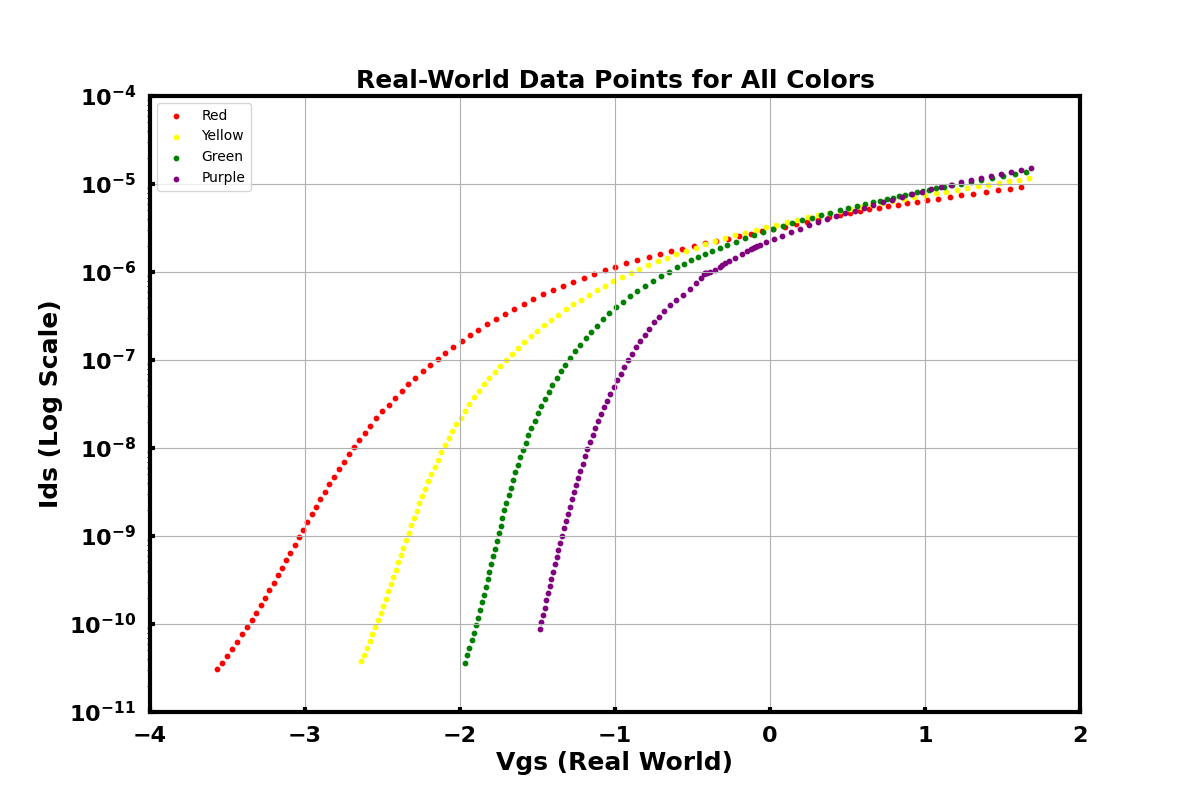 Real-World Data Points for All Colors
Red
Yellow
Green
Purple
Ids (Log Scale)
10⁻⁴
10⁻⁵
10⁻⁶
10⁻⁷
10⁻⁸
10⁻⁹
10⁻¹⁰
10⁻¹¹
−4 −3 −2 −1 0 1 2
Vgs (Real World)